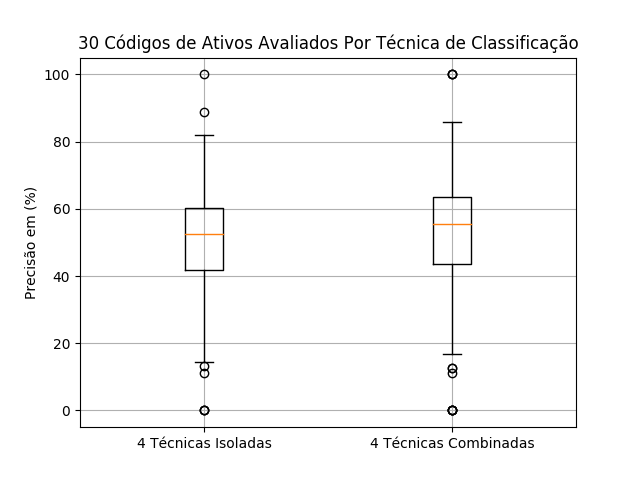 30 Códigos de Ativos Avaliados Por Técnica de Classificação
100
80
60
40
20
0
Precisão em (%)
4 Técnicas Isoladas
4 Técnicas Combinadas